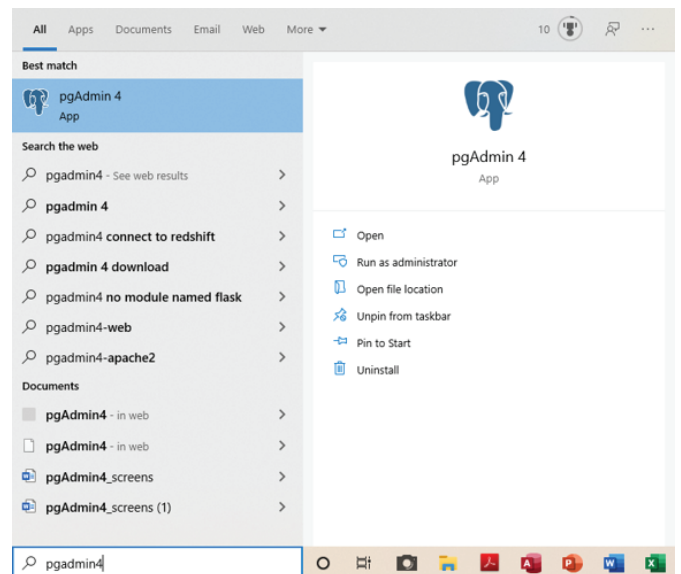 All Apps Documents Email Web More 10 ...
Best match
pgAdmin 4
App
Search the web
pgadmin4 - See web results
pgadmin 4
pgadmin4 connect to redshift
pgadmin 4 download
pgadmin4 no module named flask
pgadmin4-web
pgadmin4-apache2
Documents
pgAdmin4 - in web
pgAdmin4 - in web
pgAdmin4_screens
pgAdmin4_screens (1)
pgadmin4
pgAdmin 4
App
Open
Run as administrator
Open file location
Unpin from taskbar
Pin to Start
Uninstall